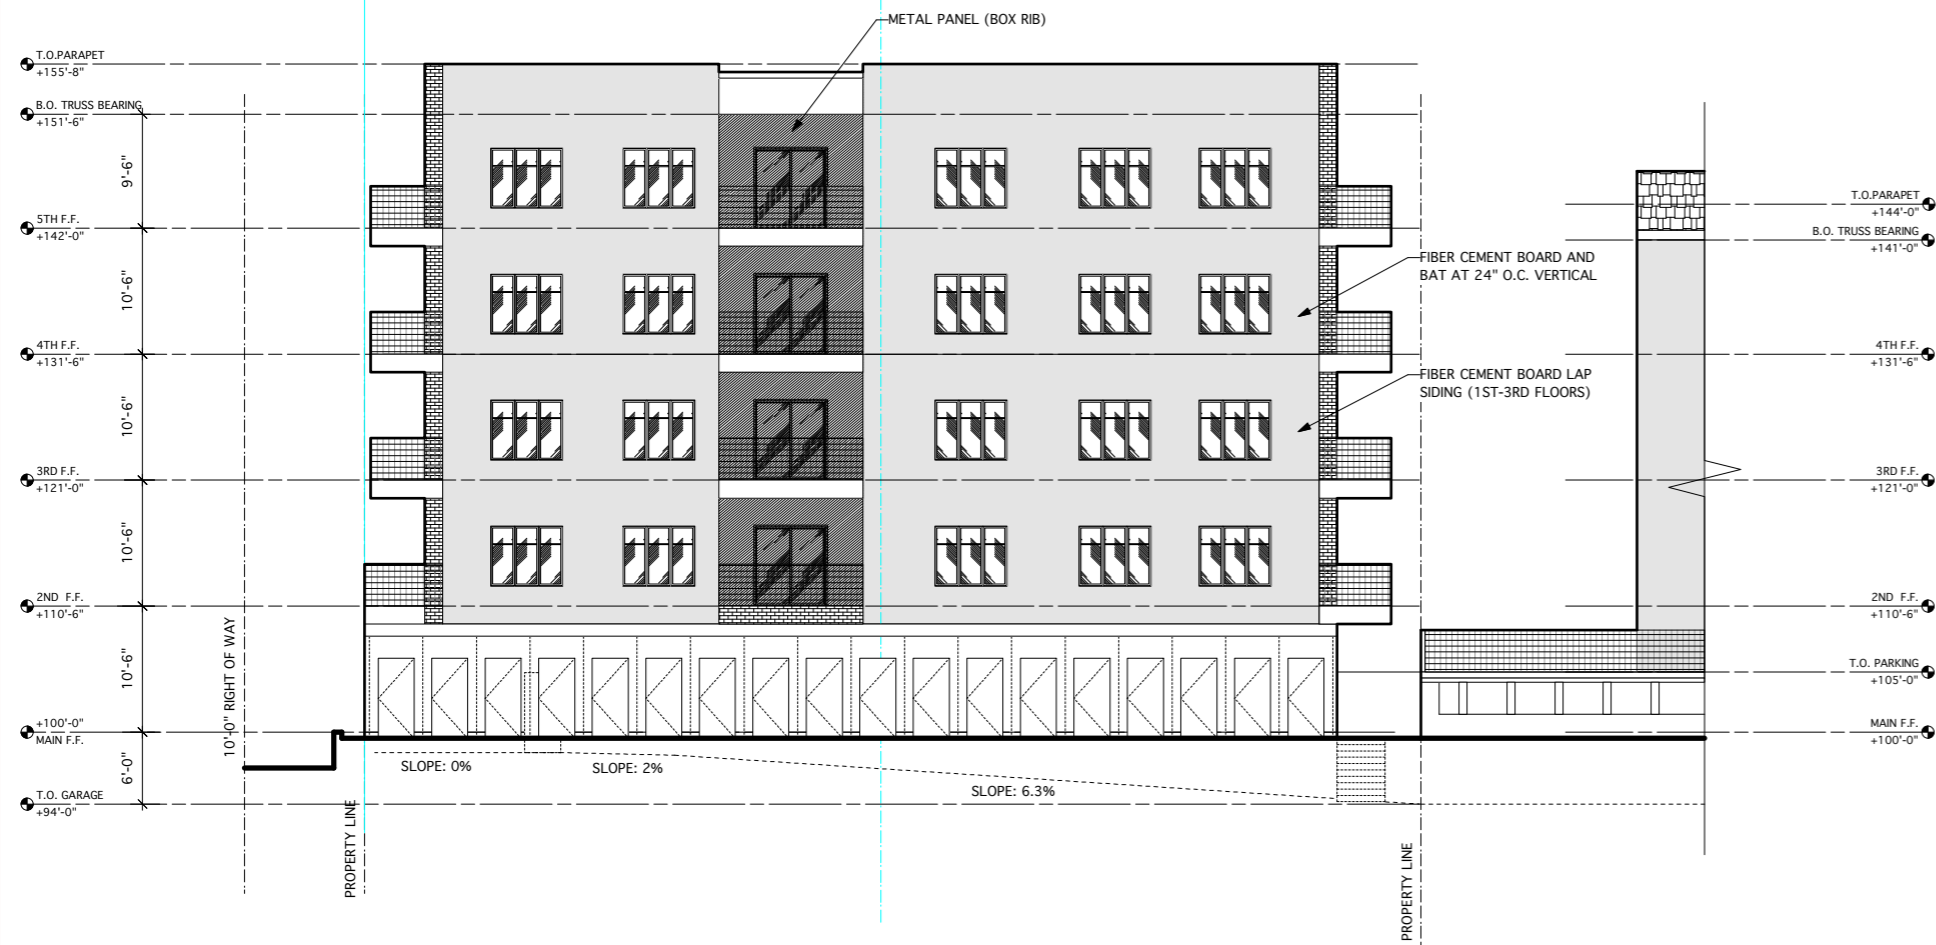 METAL PANEL (BOX RIB)
T.O.PARAPET
+155'-8"
B.O. TRUSS BEARING
+151'-6"
9'-6"
5TH F.F.
+142'-0"
10'-6"
4TH F.F.
+131'-6"
10'-6"
3RD F.F.
+121'-0"
10'-6"
2ND F.F.
+110'-6"
10'-6"
+100'-0"
MAIN F.F.
6'-0"
T.O. GARAGE
+94'-0"
10'-0" RIGHT OF WAY
PROPERTY LINE
SLOPE: 0%
SLOPE: 2%
SLOPE: 6.3%
PROPERTY LINE
FIBER CEMENT BOARD AND
BAT AT 24" O.C. VERTICAL
FIBER CEMENT BOARD LAP
SIDING (1ST-3RD FLOORS)
T.O.PARAPET
+144'-0"
B.O. TRUSS BEARING
+141'-0"
4TH F.F.
+131'-6"
3RD F.F.
+121'-0"
2ND F.F.
+110'-6"
T.O. PARKING
+105'-0"
MAIN F.F.
+100'-0"